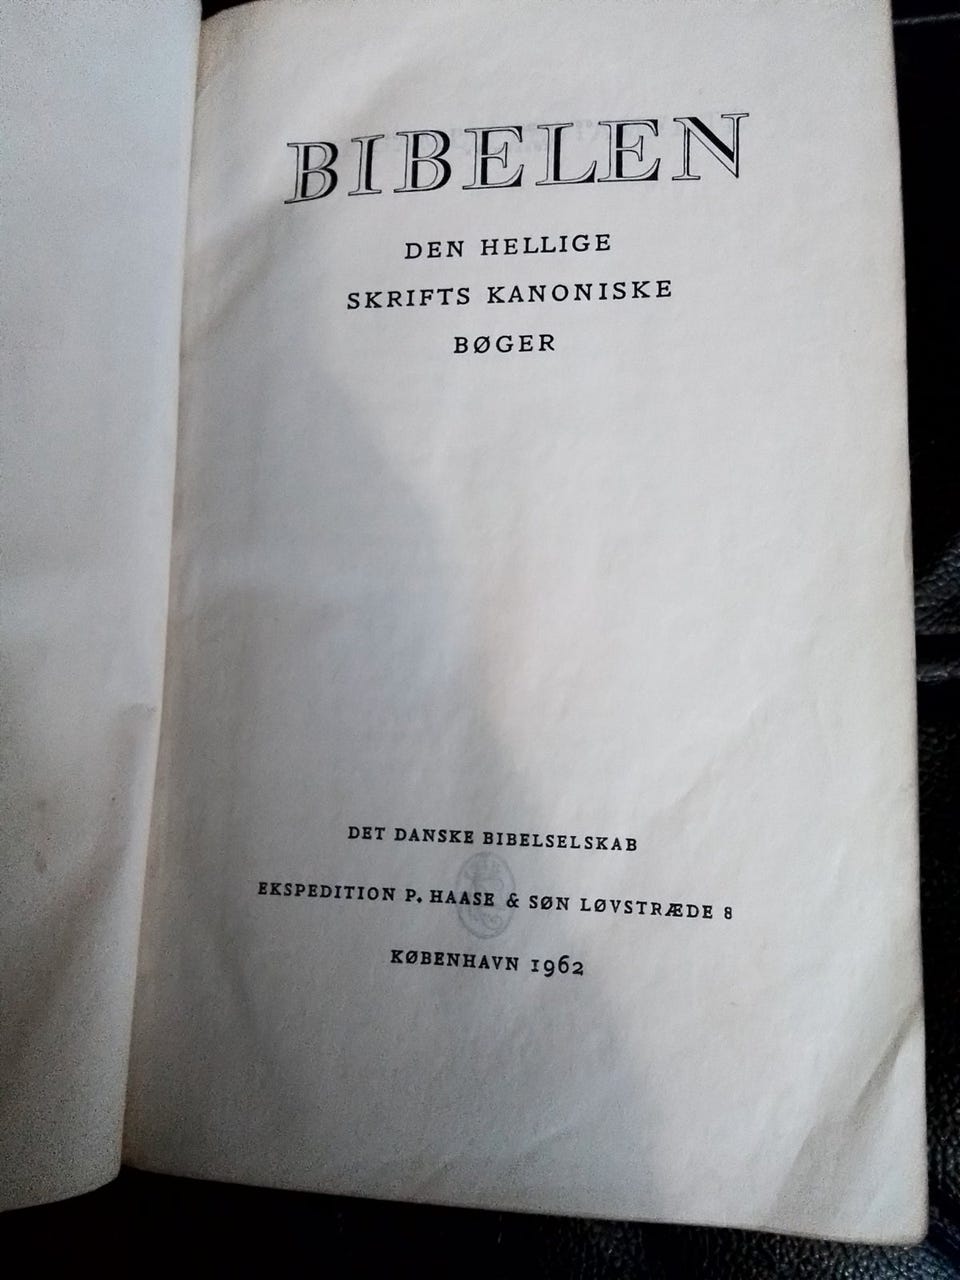 BIBELEN
DEN HELLIGE
SKRIFTS KANONISKE
BØGER
DET DANSKE BIBELSELSKAB
EKSPEDITION P. HAASE & SØN LØVSTRÆDE 8
KØBENHAVN 1962